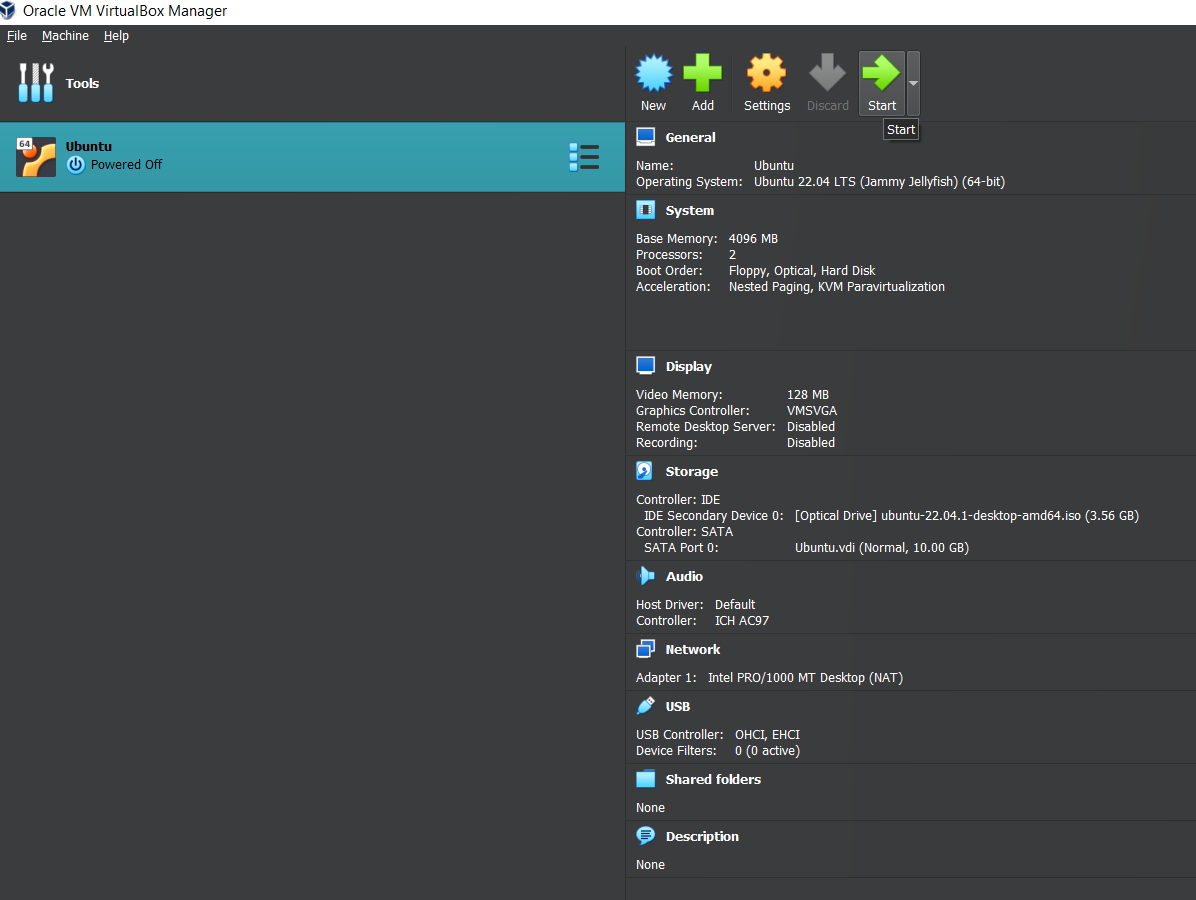 Oracle VM VirtualBox Manager
File Machine Help
Tools
New Add Settings Discard Start
Start
64
Ubuntu
Powered Off
General
Name: Ubuntu
Operating System: Ubuntu 22.04 LTS (Jammy Jellyfish) (64-bit)
System
Base Memory: 4096 MB
Processors: 2
Boot Order: Floppy, Optical, Hard Disk
Acceleration: Nested Paging, KVM Paravirtualization
Display
Video Memory: 128 MB
Graphics Controller: VMSVGA
Remote Desktop Server: Disabled
Recording: Disabled
Storage
Controller: IDE
IDE Secondary Device 0: [Optical Drive] ubuntu-22.04.1-desktop-amd64.iso (3.56 GB)
Controller: SATA
SATA Port 0: Ubuntu.vdi (Normal, 10.00 GB)
Audio
Host Driver: Default
Controller: ICH AC97
Network
Adapter 1: Intel PRO/1000 MT Desktop (NAT)
USB
USB Controller: OHCI, EHCI
Device Filters: 0 (0 active)
Shared folders
None
Description
None